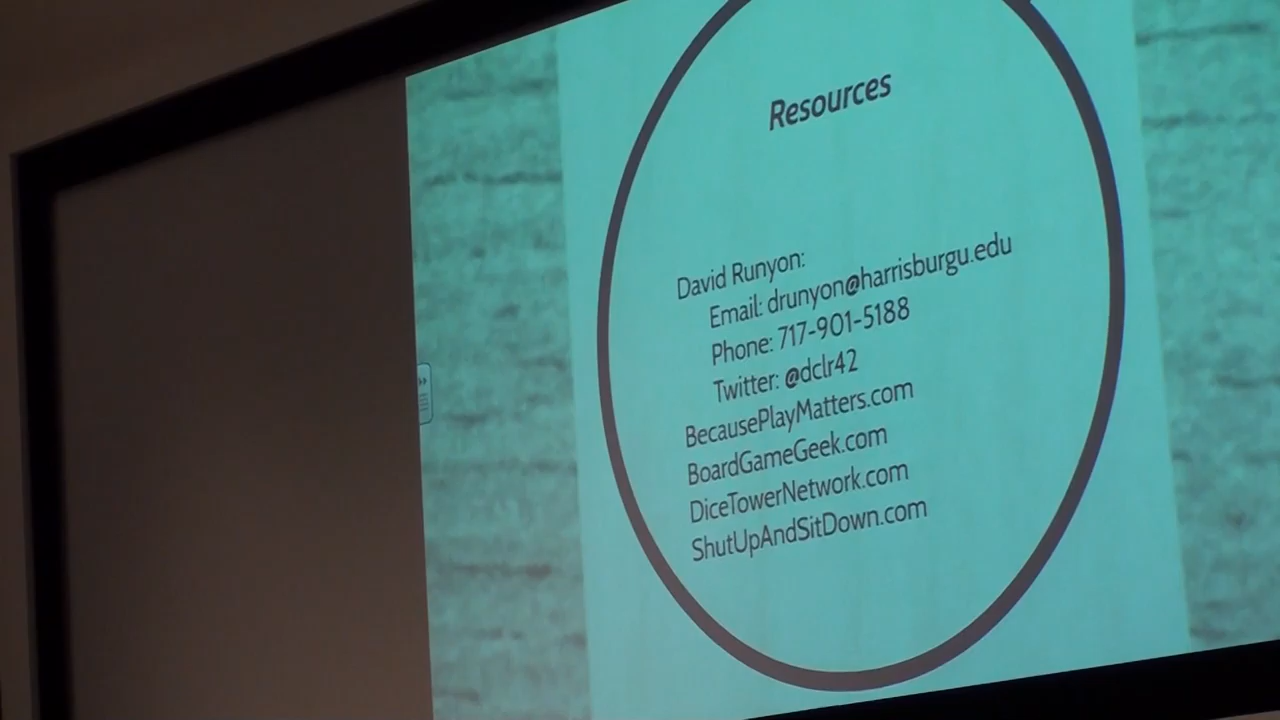 Resources
David Runyon:
Email: drunyon@harrisburgu.edu
Phone: 717-901-5188
Twitter: @dclr42
BecausePlayMatters.com
BoardGameGeek.com
DiceTowerNetwork.com
ShutUpAndSitDown.com